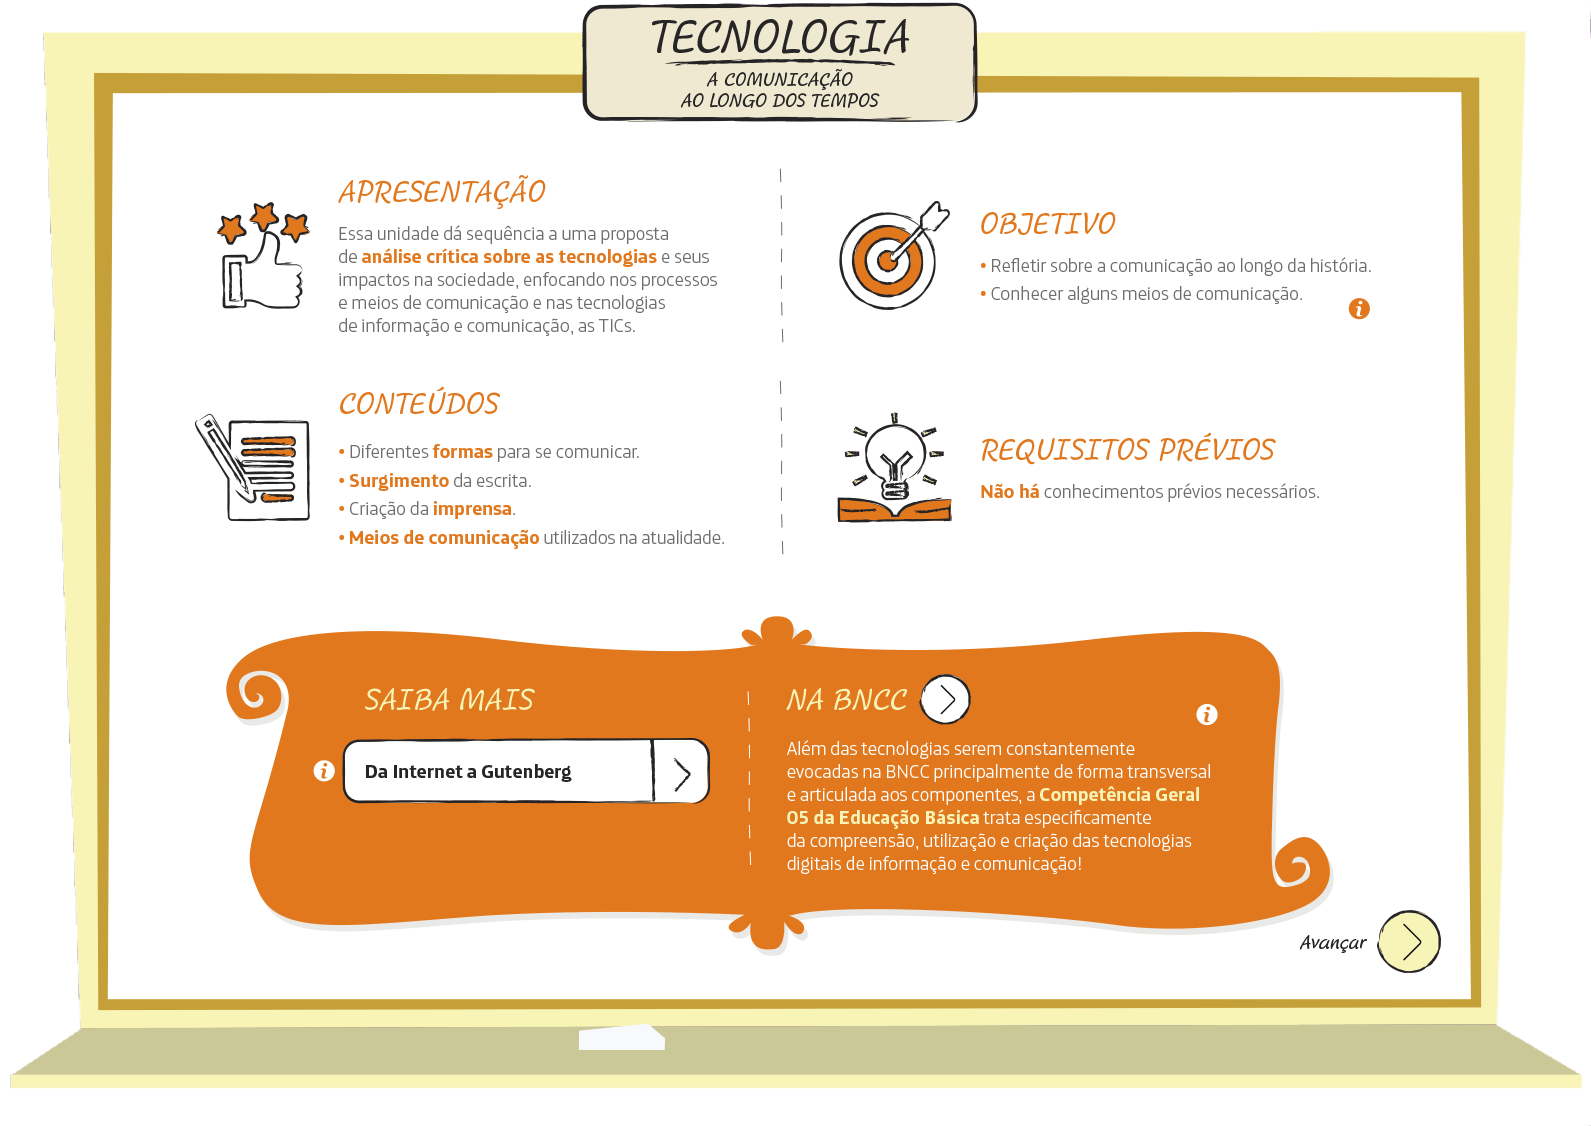 TECNOLOGIA
A COMUNICAÇÃO
AO LONGO DOS TEMPOS
APRESENTAÇÃO
Essa unidade dá sequência a uma proposta
de análise crítica sobre as tecnologias e seus
impactos na sociedade, enfocando nos processos
e meios de comunicação e nas tecnologias
de informação e comunicação, as TICs.
OBJETIVO
• Refletir sobre a comunicação ao longo da história.
• Conhecer alguns meios de comunicação.
i
CONTEÚDOS
• Diferentes formas para se comunicar.
• Surgimento da escrita.
• Criação da imprensa.
• Meios de comunicação utilizados na atualidade.
REQUISITOS PRÉVIOS
Não há conhecimentos prévios necessários.
SAIBA MAIS
i
Da Internet a Gutenberg
NA BNCC
i
Além das tecnologias serem constantemente
evocadas na BNCC principalmente de forma transversal
e articulada aos componentes, a Competência Geral
05 da Educação Básica trata especificamente
da compreensão, utilização e criação das tecnologias
digitais de informação e comunicação!
Avançar